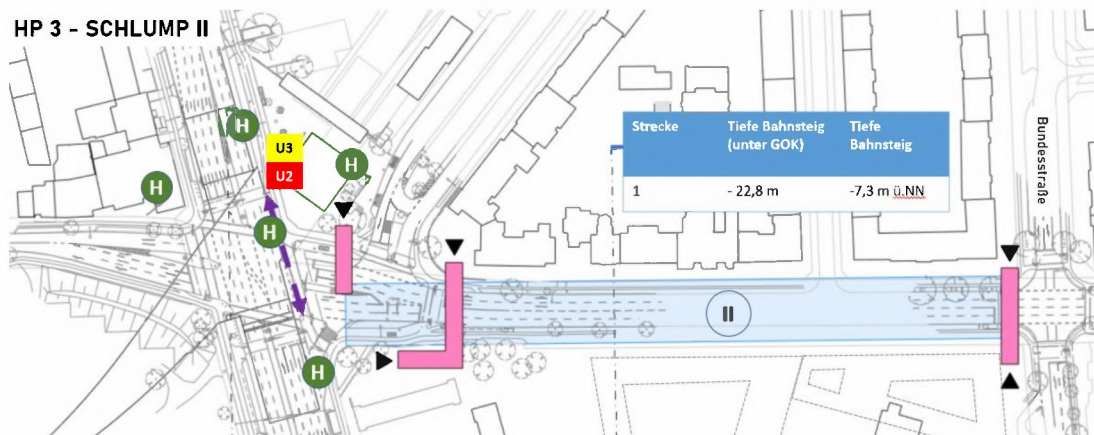 HP 3 - SCHLUMP II
H
U3
H
U2
H
H
H
Strecke
Tiefe Bahnsteig
(unter GOK)
Tiefe
Bahnsteig
1
- 22,8 m
-7,3 m ü.NN
Bundesstraße
II